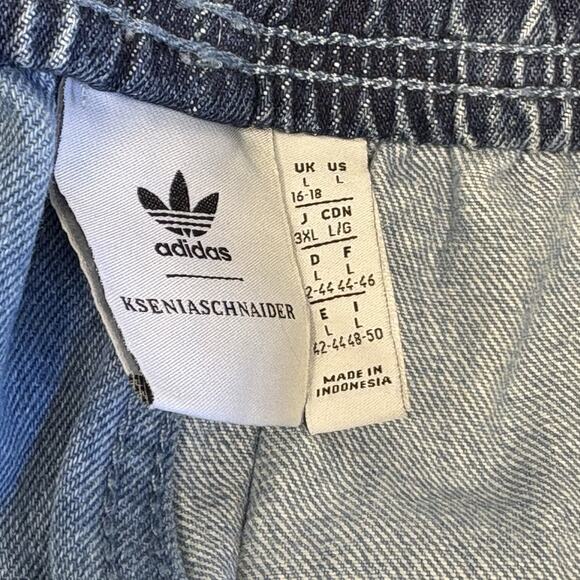 adidas
KSENIASCHNAIDER
UK US
L L
16-18
J CDN
3XL L/G
D F
L L
2-44 44-46
E I
L L
42-44 48-50
MADE IN
INDONESIA